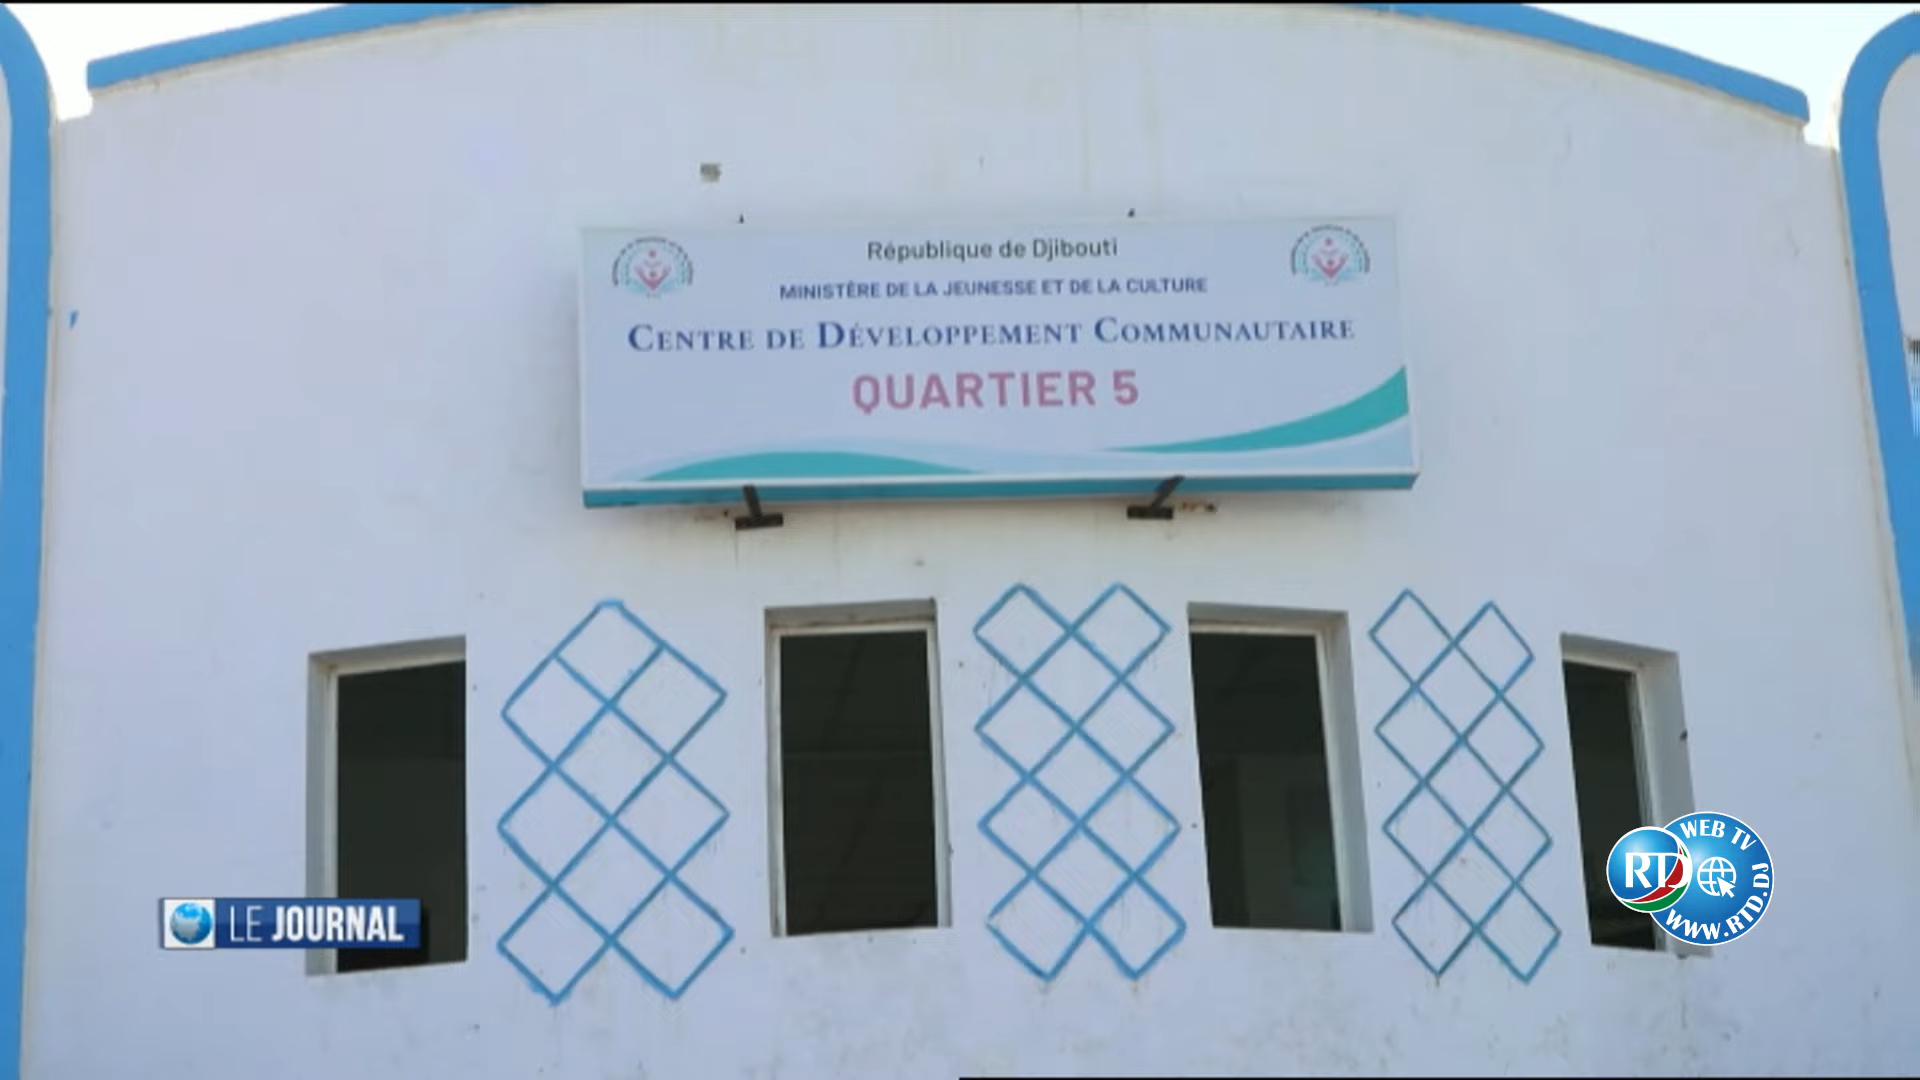 République de Djibouti
MINISTÈRE DE LA JEUNESSE ET DE LA CULTURE
CENTRE DE DÉVELOPPEMENT COMMUNAUTAIRE
QUARTIER 5
LE JOURNAL
WEB TV
RTD
WWW.RTD.DJ